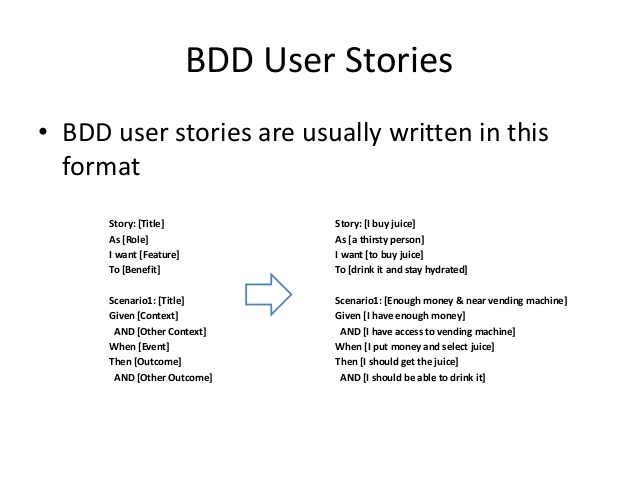 BDD User Stories
• BDD user stories are usually written in this
format
Story: [Title]
As [Role]
I want [Feature]
To [Benefit]
Scenario1: [Title]
Given [Context]
AND [Other Context]
When [Event]
Then [Outcome]
AND [Other Outcome]
Story: [I buy juice]
As [a thirsty person]
I want [to buy juice]
To [drink it and stay hydrated]
Scenario1: [Enough money & near vending machine]
Given [I have enough money]
AND [I have access to vending machine]
When [I put money and select juice]
Then [I should get the juice]
AND [I should be able to drink it]